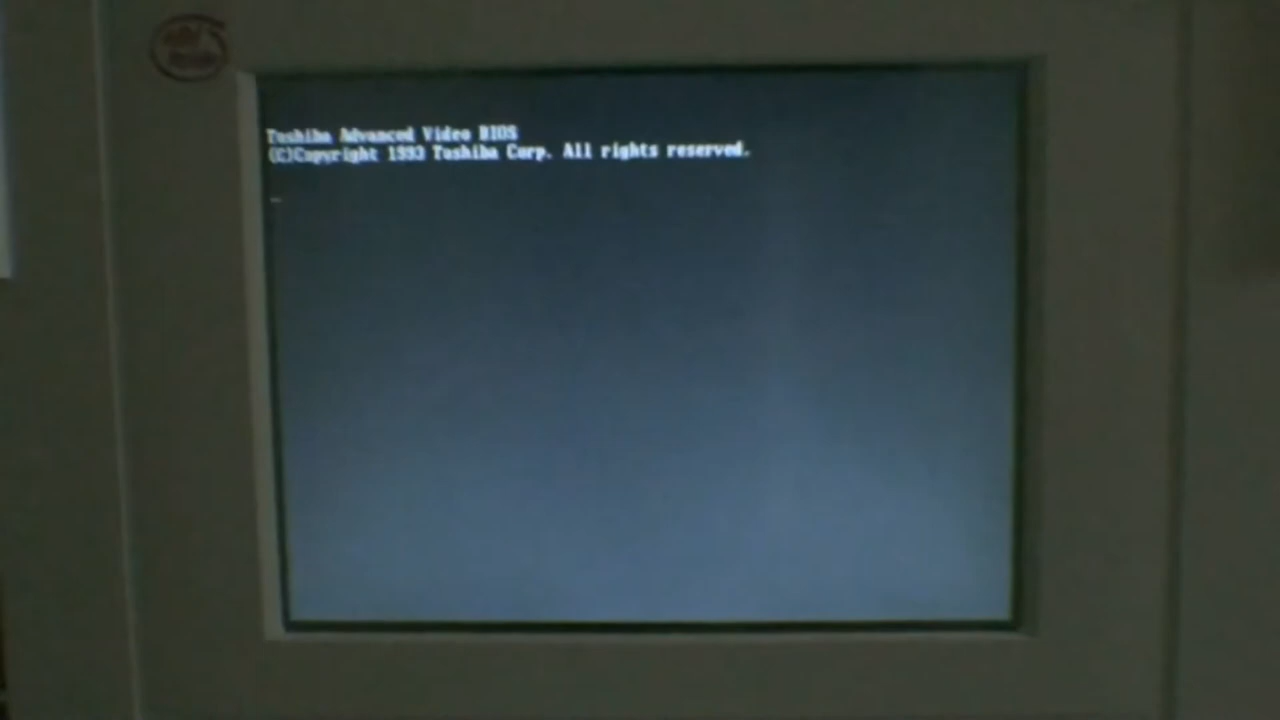 Toshiba Advanced Video BIOS
(C)Copyright 1993 Toshiba Corp. All rights reserved.